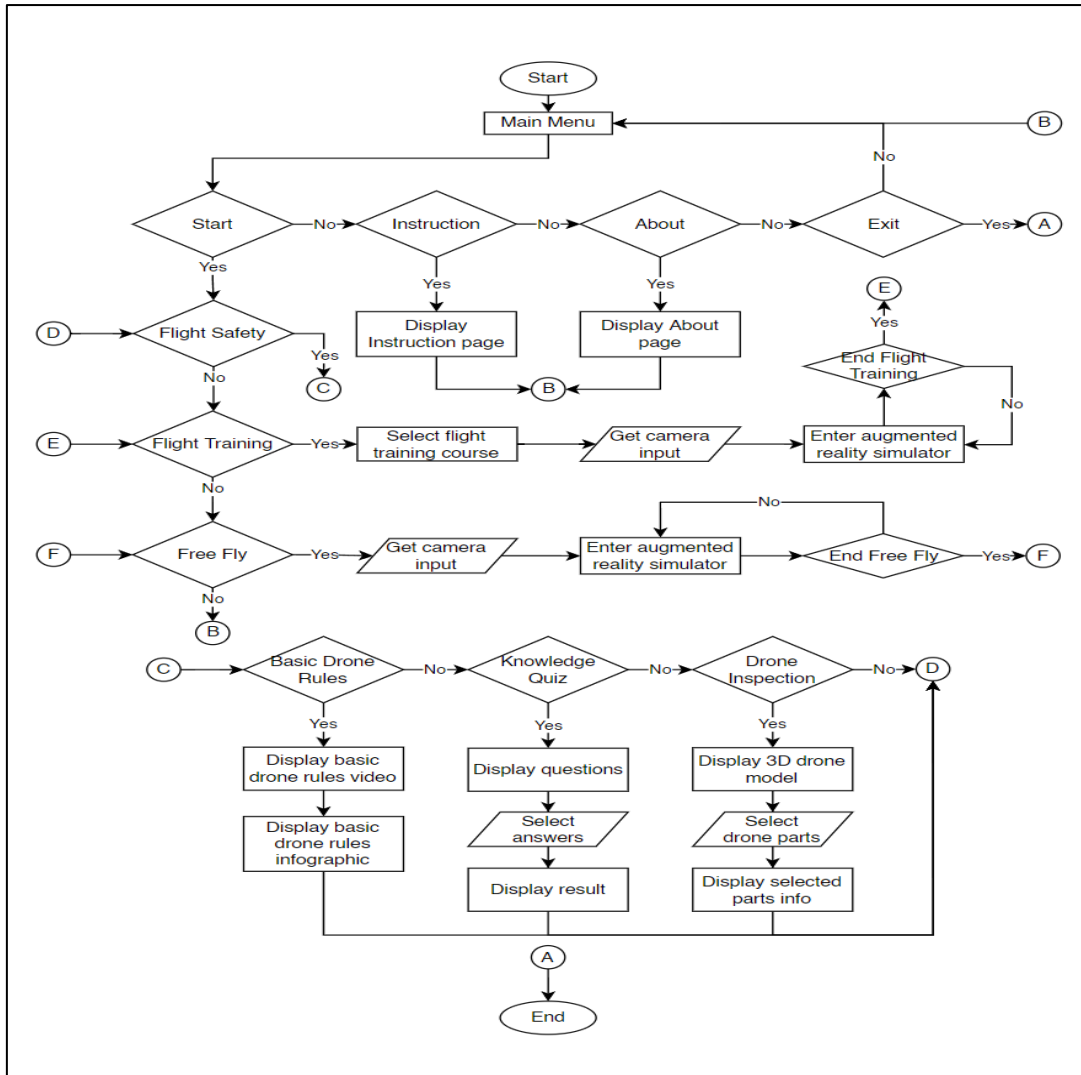 Start
Main Menu
B
No
Start
No
Instruction
No
About
No
Exit
Yes
A
Yes
Yes
Yes
E
D
Flight Safety
Yes
C
Display
Instruction page
Display About
page
Yes
B
End Flight
Training
No
No
E
Flight Training
Yes
Select flight
training course
Get camera
input
Enter augmented
reality simulator
No
No
F
Free Fly
Yes
Get camera
input
Enter augmented
reality simulator
End Free Fly
Yes
F
No
B
C
Basic Drone
Rules
No
Knowledge
Quiz
No
Drone
Inspection
No
D
Yes
Yes
Yes
Display basic
drone rules video
Display questions
Display 3D drone
model
Display basic
drone rules
infographic
Select
answers
Select
drone parts
Display result
Display selected
parts info
A
End